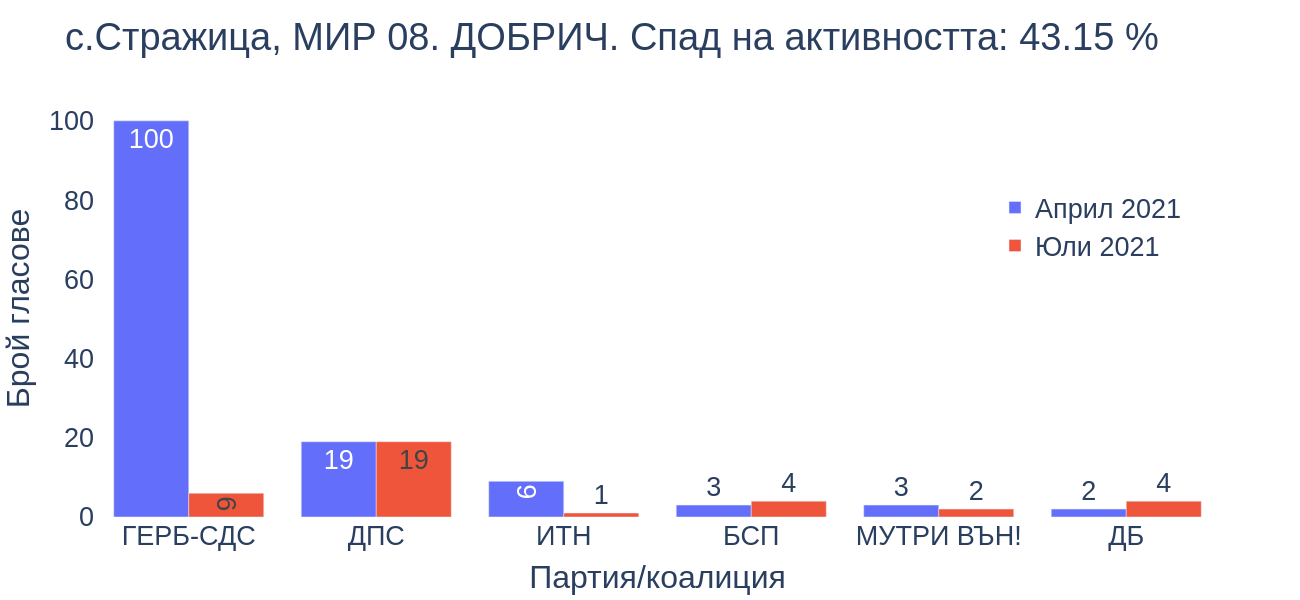 с.Стражица, МИР 08. ДОБРИЧ. Спад на активността: 43.15 %
100
80
60
40
20
0
Брой гласове
100
6
19
19
9
1
3
4
3
2
2
4
Април 2021
Юли 2021
ГЕРБ-СДС
ДПС
ИТН
БСП
МУТРИ ВЪН!
ДБ
Партия/коалиция